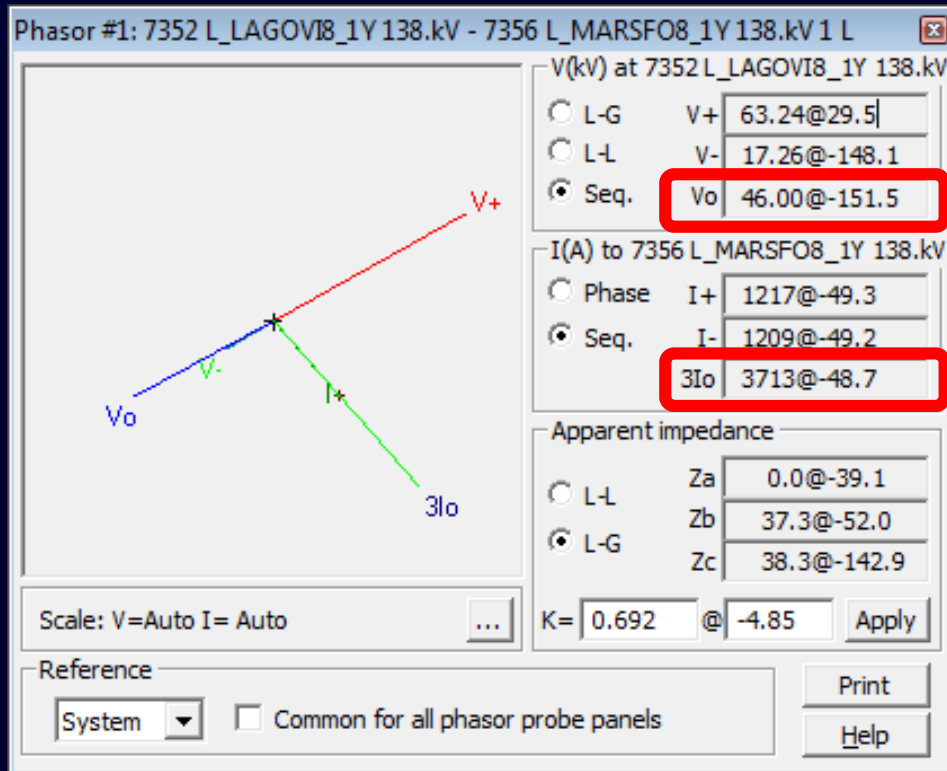 Phasor #1: 7352 L_LAGOVI8_1Y 138.kV - 7356 L_MARSFO8_1Y 138.kV 1 L
V(kV) at 7352 L_LAGOVI8_1Y 138.kV
L-G V+ 63.24@29.5
L-L V- 17.26@-148.1
Seq. Vo 46.00@-151.5
I(A) to 7356 L_MARSFO8_1Y 138.kV
Phase I+ 1217@-49.3
Seq. I- 1209@-49.2
3Io 3713@-48.7
Apparent impedance
L-L
L-G
Za 0.0@-39.1
Zb 37.3@-52.0
Zc 38.3@-142.9
K= 0.692 @ -4.85 Apply
V+
V-
Vo
3Io
Scale: V=Auto I= Auto ...
Reference
System Common for all phasor probe panels
Print
Help